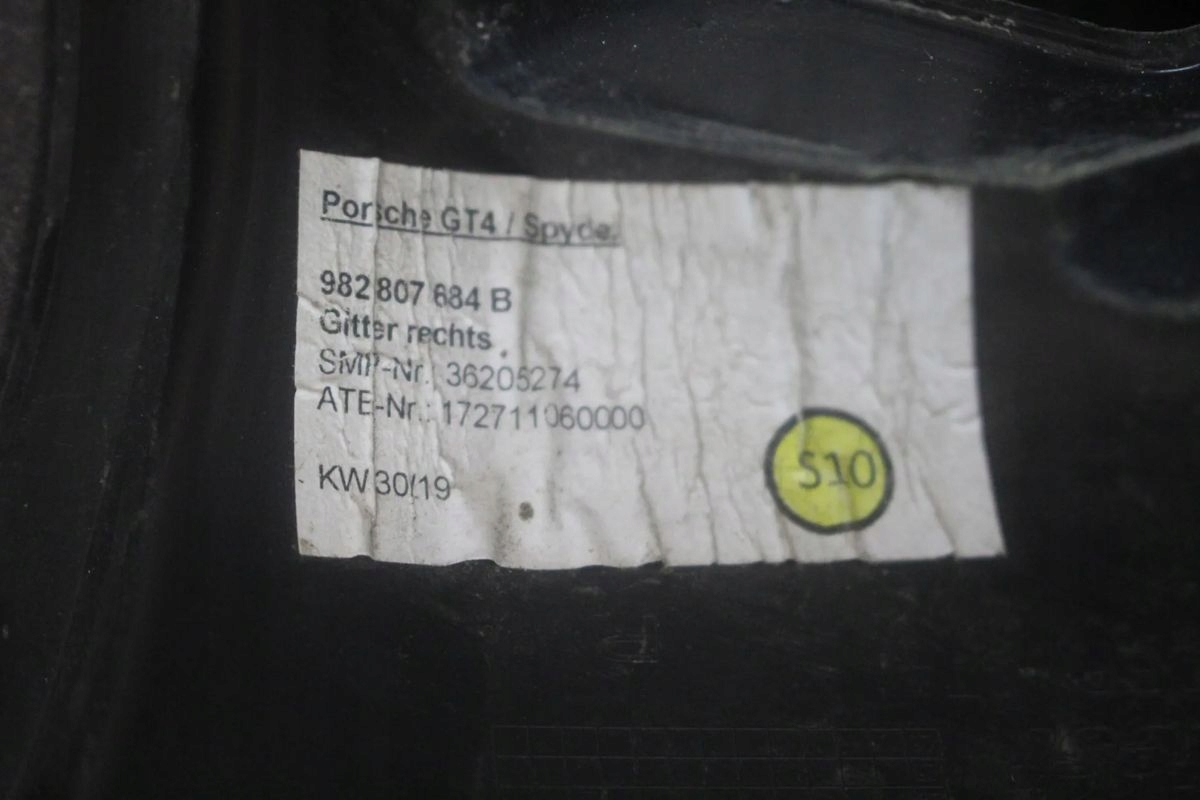 Porsche GT4 / Spyder
982 807 684 B
Gitter rechts
SMP-Nr.: 36205274
ATE-Nr.: 172711060000
KW 30/19
S10